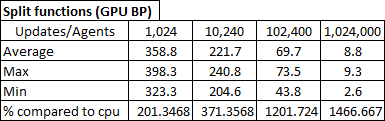 Split functions (GPU BP)
Updates/Agents 1,024 10,240 102,400 1,024,000
Average 358.8 221.7 69.7 8.8
Max 398.3 240.8 73.5 9.3
Min 323.3 204.6 43.8 2.6
% compared to cpu 201.3468 371.3568 1201.724 1466.667